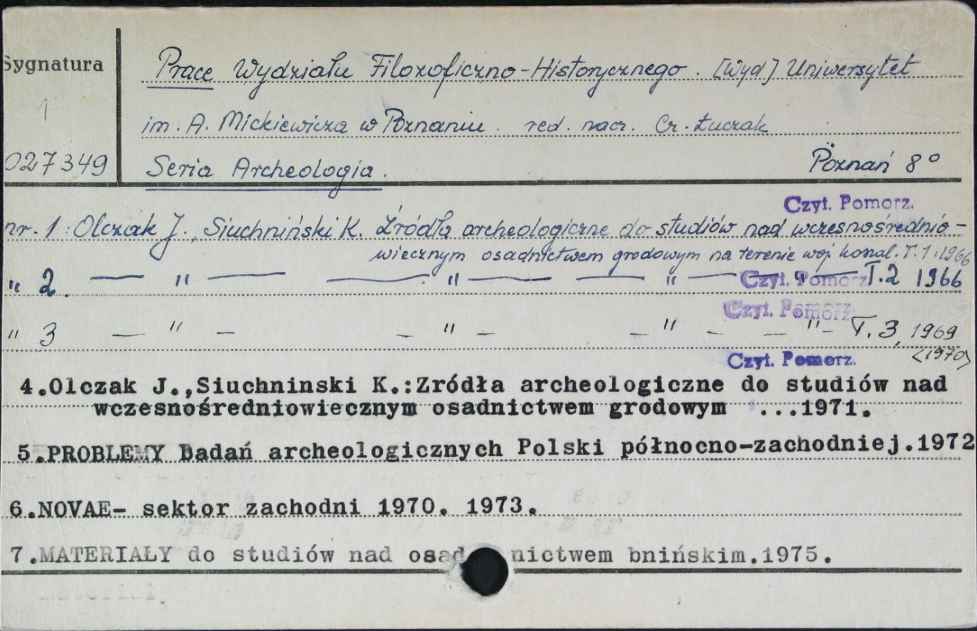 Sygnatura
1
027349
Prace Wydziału Filozoficzno-Historycznego. [Wyd] Uniwersytet
im. A. Mickiewicza w Poznaniu. red. nacz. Cz. Łuczak
Seria Archeologia. Poznań 8°
Czyt. Pomorz.
nr. 1: Olczak J., Siuchniński K. Źródła archeologiczne do studiów nad wczesnośrednio-
wiecznym osadnictwem grodowym na terenie woj. koszal. T.1. 1966
Czyt. Pomorz.
" 2. — " — — " — — " — T.2 1966
Czyt. Pomorz.
" 3 — " — — " — — " — — " — T.3, 1969
<1970>
Czyt. Pomorz.
4.Olczak J.,Siuchninski K.:Zródła archeologiczne do studiów nad
wczesnośredniowiecznym osadnictwem grodowym ...1971.
5.PROBLEMY Badań archeologicznych Polski północno-zachodniej.1972
6.NOVAE- sektor zachodni 1970. 1973.
7.MATERIAŁY do studiów nad osadnictwem bnińskim.1975.